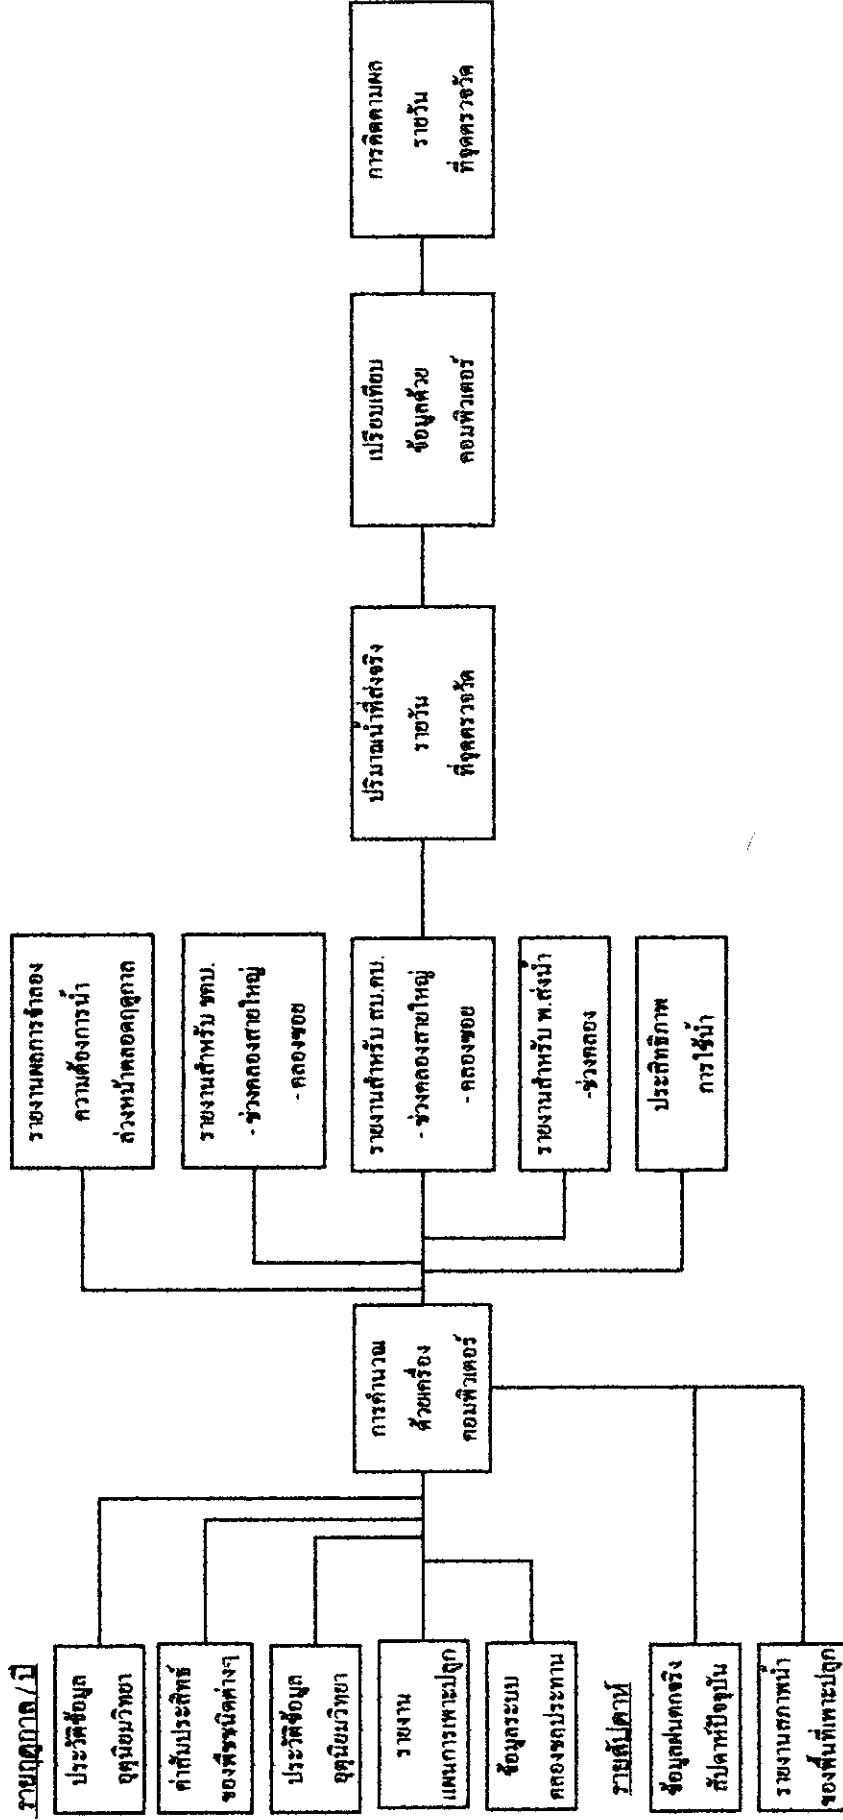 รายฤดูกาล/ปี
ประวัติข้อมูล
อุตุนิยมวิทยา
ค่าสัมประสิทธ์
ของพืชชนิดต่างๆ
ประวัติข้อมูล
อุตุนิยมวิทยา
รายงาน
แผนการเพาะปลูก
ข้อมูลระบบ
คลองชลประทาน
รายสัปดาห์
ข้อมูลฝนตกจริง
สัปดาห์ปัจจุบัน
รายงานสภาพน้ำ
ของพื้นที่เพาะปลูก
การคำนวณ
ด้วยเครื่อง
คอมพิวเตอร์
รายงานผลการจำลอง
ความต้องการน้ำ
ล่วงหน้าตลอดฤดูกาล
รายงานสำหรับ ชคบ.
- ช่วงคลองสายใหญ่
- คลองซอย
รายงานสำหรับ สบ.คบ.
- ช่วงคลองสายใหญ่
- คลองซอย
รายงานสำหรับ พ.ส่งน้ำ
-ช่วงคลอง
ประสิทธิภาพ
การใช้น้ำ
ปริมาณน้ำที่ส่งจริง
รายวัน
ที่จุดตรวจวัด
เปรียบเทียบ
ข้อมูลด้วย
คอมพิวเตอร์
การติดตามผล
รายวัน
ที่จุดตรวจวัด